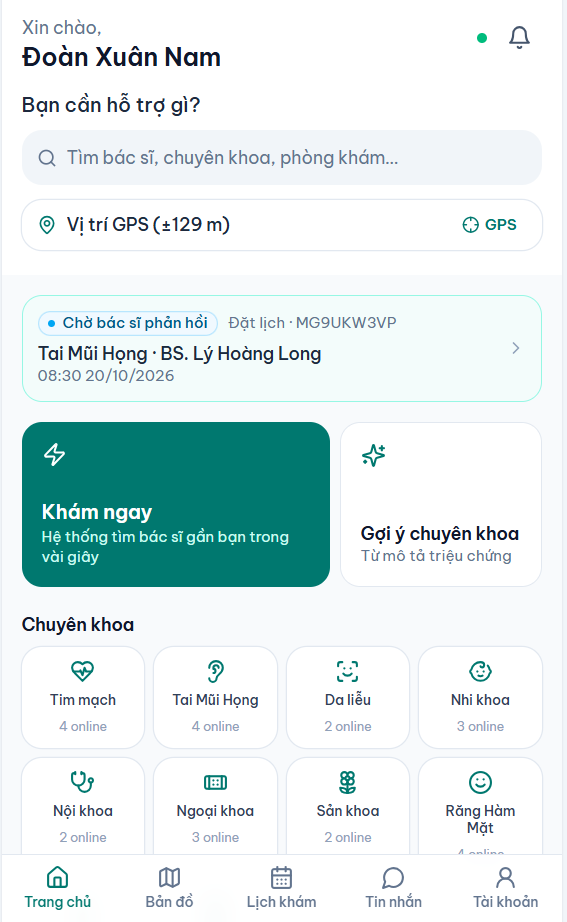 Xin chào,
Đoàn Xuân Nam
Bạn cần hỗ trợ gì?
Tìm bác sĩ, chuyên khoa, phòng khám...
Vị trí GPS (±129 m)
GPS
Chờ bác sĩ phản hồi
Đặt lịch · MG9UKW3VP
Tai Mũi Họng · BS. Lý Hoàng Long
08:30 20/10/2026
Khám ngay
Hệ thống tìm bác sĩ gần bạn trong
vài giây
Gợi ý chuyên khoa
Từ mô tả triệu chứng
Chuyên khoa
Tim mạch
4 online
Tai Mũi Họng
4 online
Da liễu
2 online
Nhi khoa
3 online
Nội khoa
2 online
Ngoại khoa
3 online
Sản khoa
2 online
Răng Hàm
Mặt
4 online
Trang chủ
Bản đồ
Lịch khám
Tin nhắn
Tài khoản